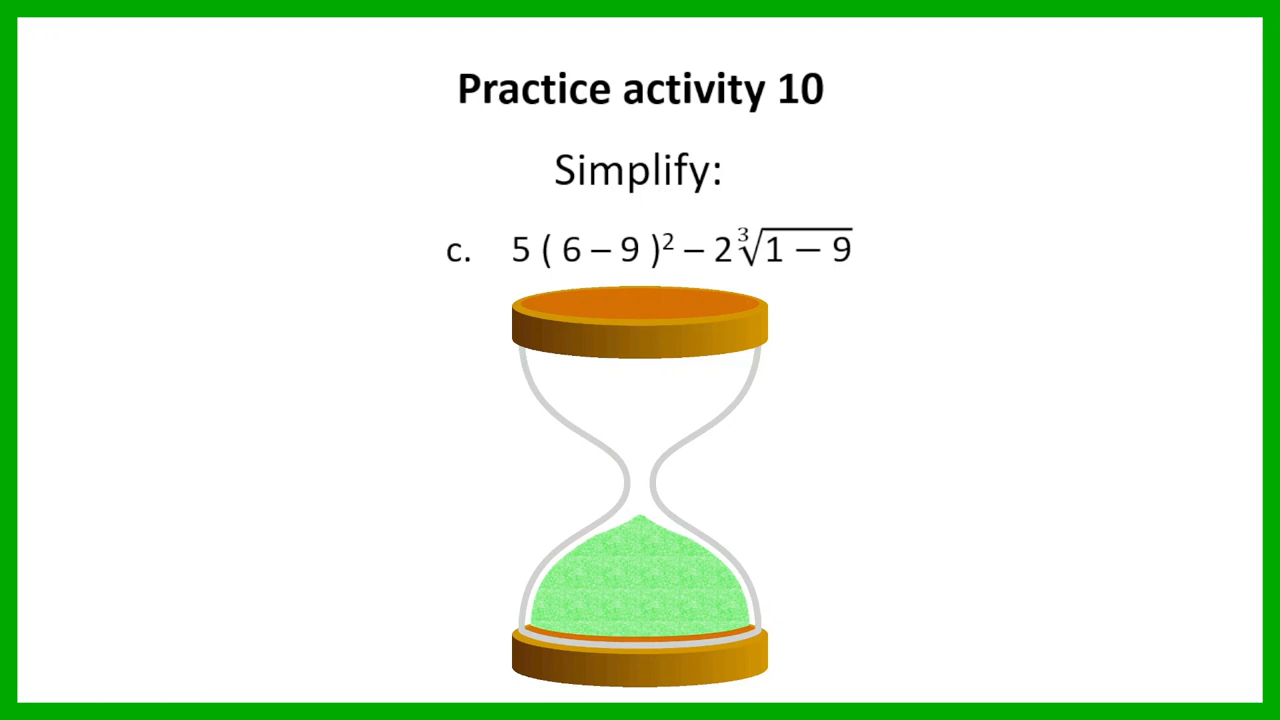 Practice activity 10
Simplify:
c. 5 ( 6 – 9 )² – 2∛(1 – 9)